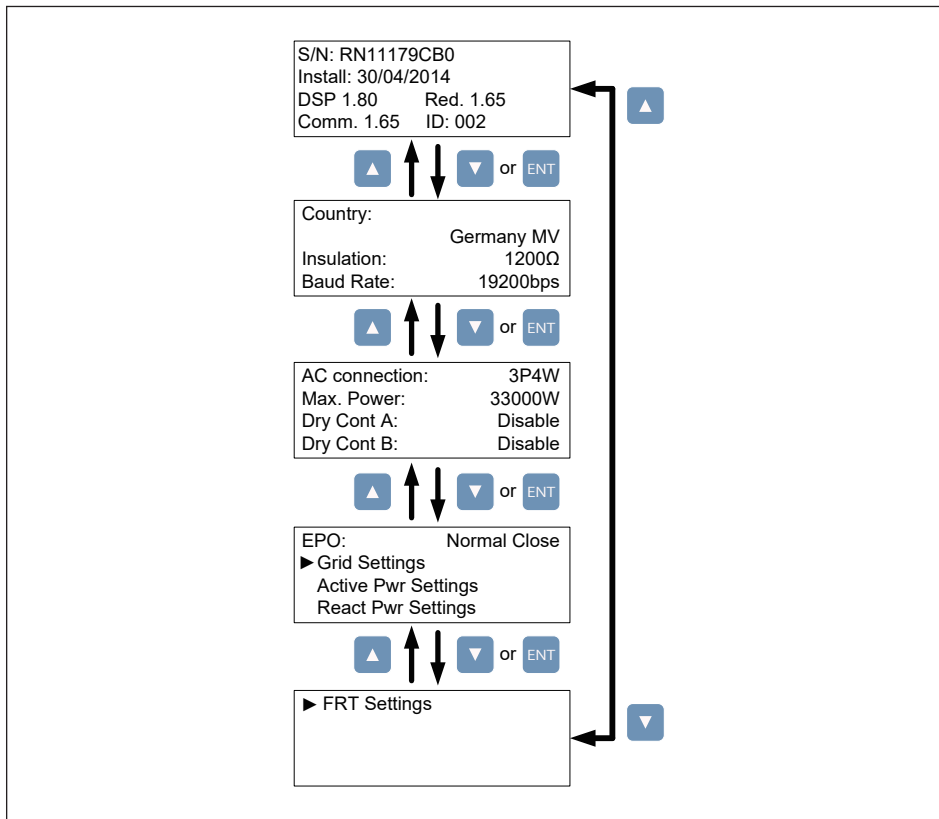 S/N: RN11179CB0
Install: 30/04/2014
DSP 1.80 Red. 1.65
Comm. 1.65 ID: 002
▲
▲ ▼ or ENT
Country:
Germany MV
Insulation: 1200Ω
Baud Rate: 19200bps
▲ ▼ or ENT
AC connection: 3P4W
Max. Power: 33000W
Dry Cont A: Disable
Dry Cont B: Disable
▲ ▼ or ENT
EPO: Normal Close
►Grid Settings
Active Pwr Settings
React Pwr Settings
▲ ▼ or ENT
► FRT Settings
▼